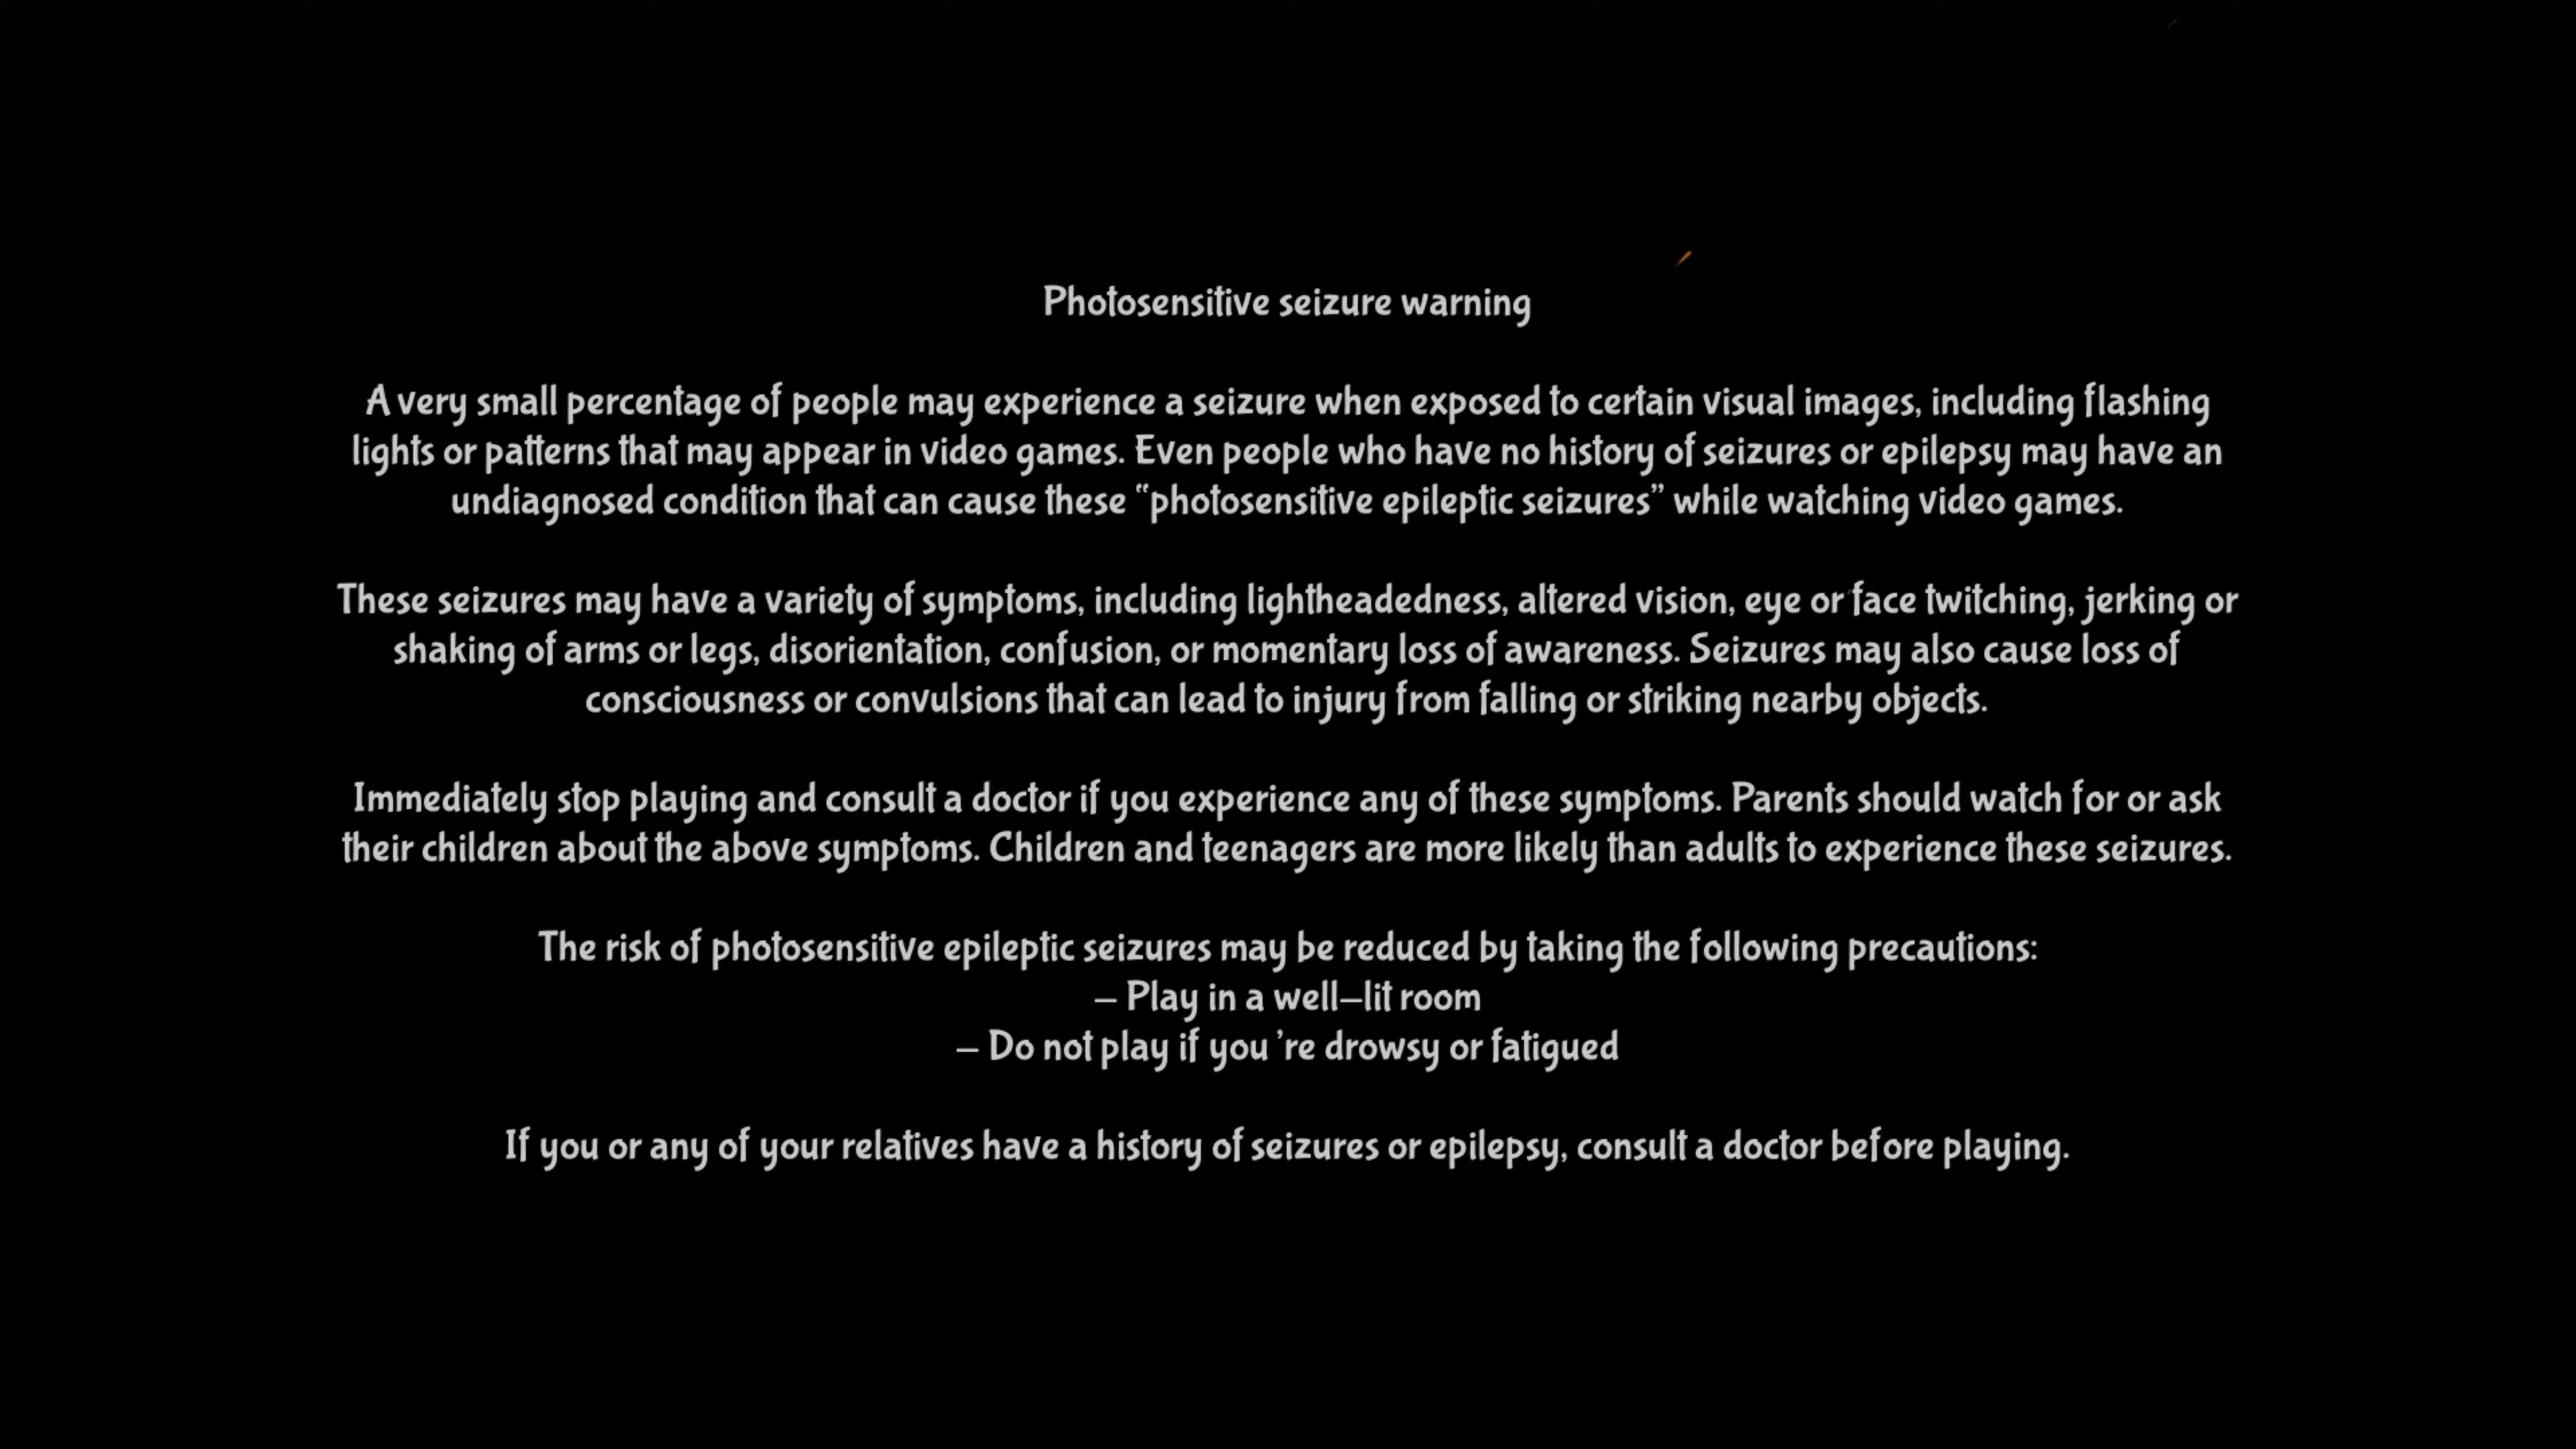 Photosensitive seizure warning
A very small percentage of people may experience a seizure when exposed to certain visual images, including flashing
lights or patterns that may appear in video games. Even people who have no history of seizures or epilepsy may have an
undiagnosed condition that can cause these “photosensitive epileptic seizures” while watching video games.
These seizures may have a variety of symptoms, including lightheadedness, altered vision, eye or face twitching, jerking or
shaking of arms or legs, disorientation, confusion, or momentary loss of awareness. Seizures may also cause loss of
consciousness or convulsions that can lead to injury from falling or striking nearby objects.
Immediately stop playing and consult a doctor if you experience any of these symptoms. Parents should watch for or ask
their children about the above symptoms. Children and teenagers are more likely than adults to experience these seizures.
The risk of photosensitive epileptic seizures may be reduced by taking the following precautions:
– Play in a well–lit room
– Do not play if you ’re drowsy or fatigued
If you or any of your relatives have a history of seizures or epilepsy, consult a doctor before playing.